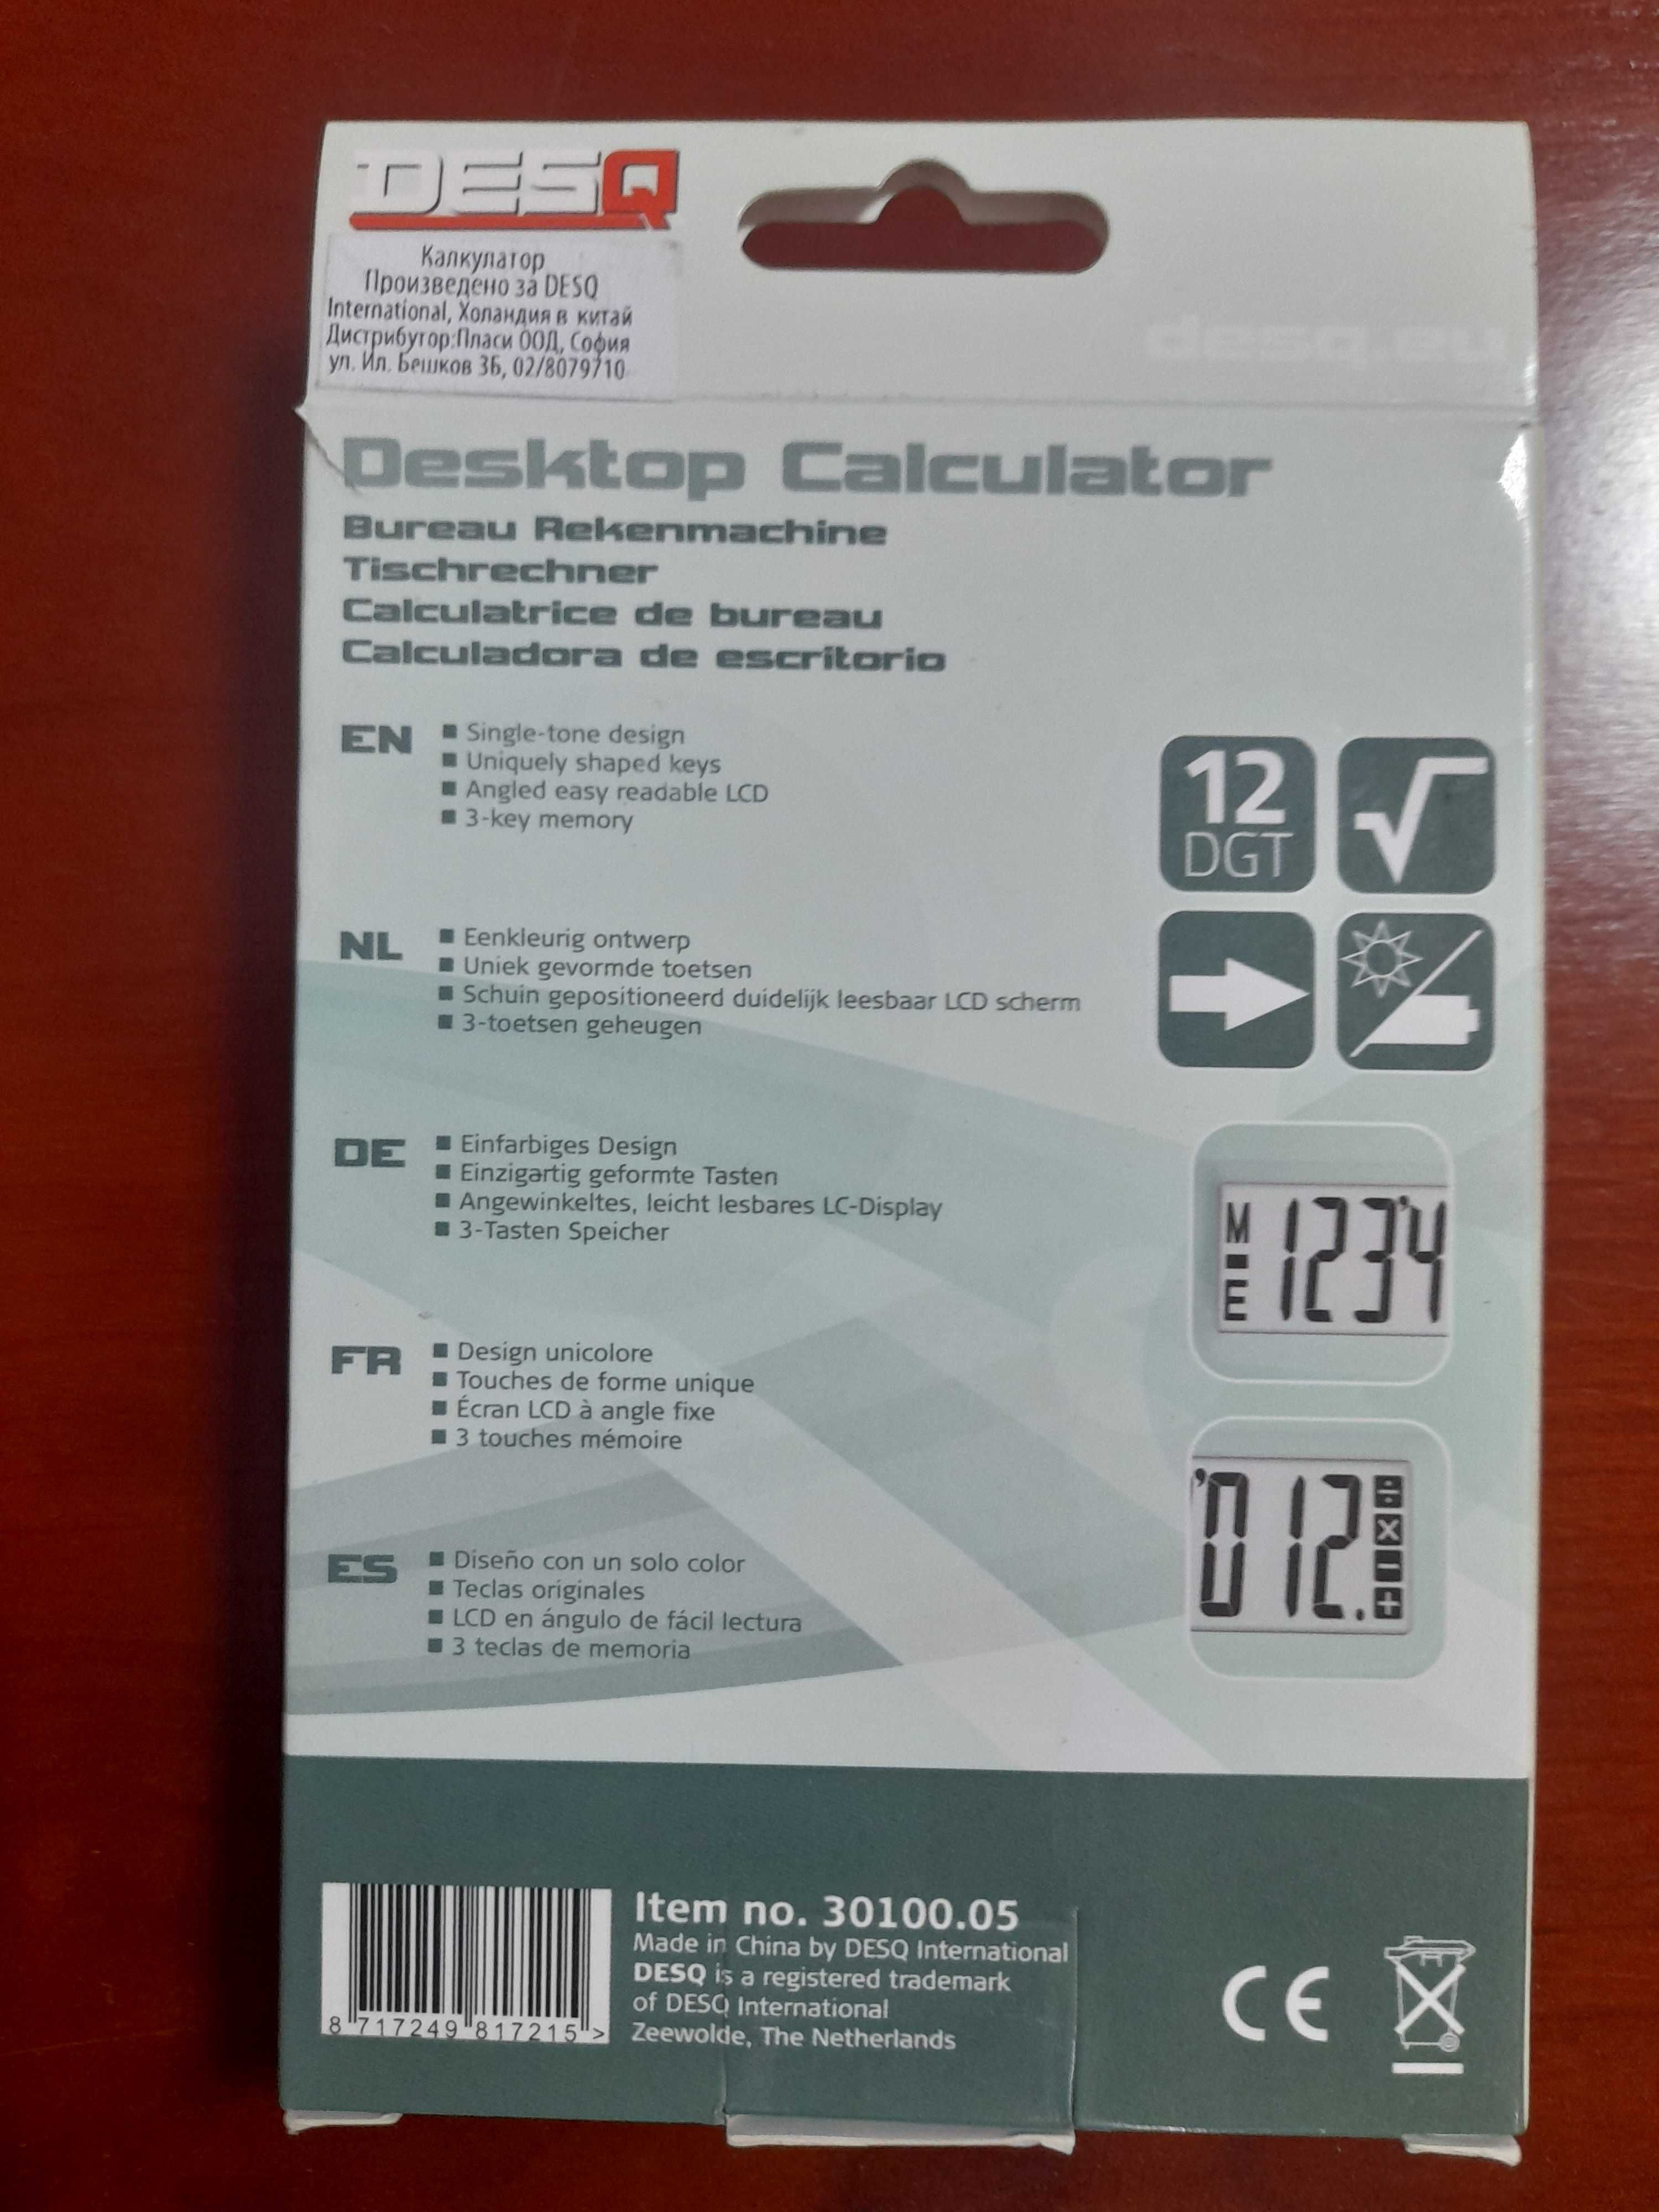 DESQ
Калкулатор
Произведено за DESQ
International, Холандия в китай
Дистрибутор:Пласи ООД, София
ул. Ил. Бешков 3Б, 02/8079710
desq.eu
Desktop Calculator
Bureau Rekenmachine
Tischrechner
Calculatrice de bureau
Calculadora de escritorio
EN
Single-tone design
Uniquely shaped keys
Angled easy readable LCD
3-key memory
12
DGT
NL
Eenkleurig ontwerp
Uniek gevormde toetsen
Schuin gepositioneerd duidelijk leesbaar LCD scherm
3-toetsen geheugen
DE
Einfarbiges Design
Einzigartig geformte Tasten
Angewinkeltes, leicht lesbares LC-Display
3-Tasten Speicher
M
E
123'4
FR
Design unicolore
Touches de forme unique
Écran LCD à angle fixe
3 touches mémoire
'012.
ES
Diseño con un solo color
Teclas originales
LCD en ángulo de fácil lectura
3 teclas de memoria
Item no. 30100.05
Made in China by DESQ International
DESQ is a registered trademark
of DESQ International
Zeewolde, The Netherlands
8 717249 817215 >
CE